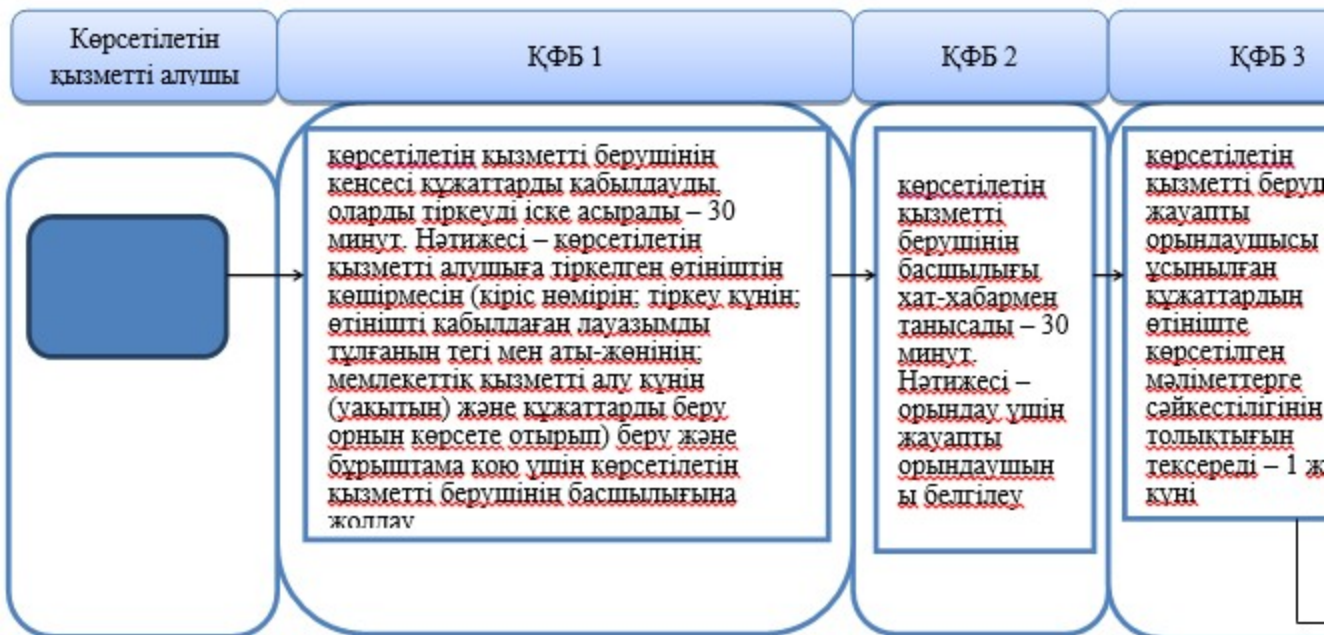 Көрсетілетін
қызметті алушы
ҚФБ 1
ҚФБ 2
ҚФБ 3
көрсетілетін қызметті берушінің
кенсесі құжаттарды қабылдауды,
оларды тіркеуді іске асырады – 30
минут. Нәтижесі – көрсетілетін
қызметті алушыға тіркелген өтініштің
көшірмесін (кіріс нөмірін; тіркеу күнін;
өтінішті қабылдаған лауазымды
тұлғаның тегі мен аты-жөнінің;
мемлекеттік қызметті алу күнін
(уақытын) және құжаттарды беру
орнын көрсете отырып) беру және
бұрыштама қою үшін көрсетілетін
қызметті берушінің басшылығына
жолдау
көрсетілетін
қызметті
берушінің
басшылығы
хат-хабармен
танысады – 30
минут.
Нәтижесі –
орындау үшін
жауапты
орындаушын
ы белгілеу
көрсетілетін
қызметті
жауапты
орындаушысы
ұсынылған
құжаттардың
өтініште
көрсетілген
мәліметтерге
сәйкестілігінің
толықтығын
тексереді – 1
күні